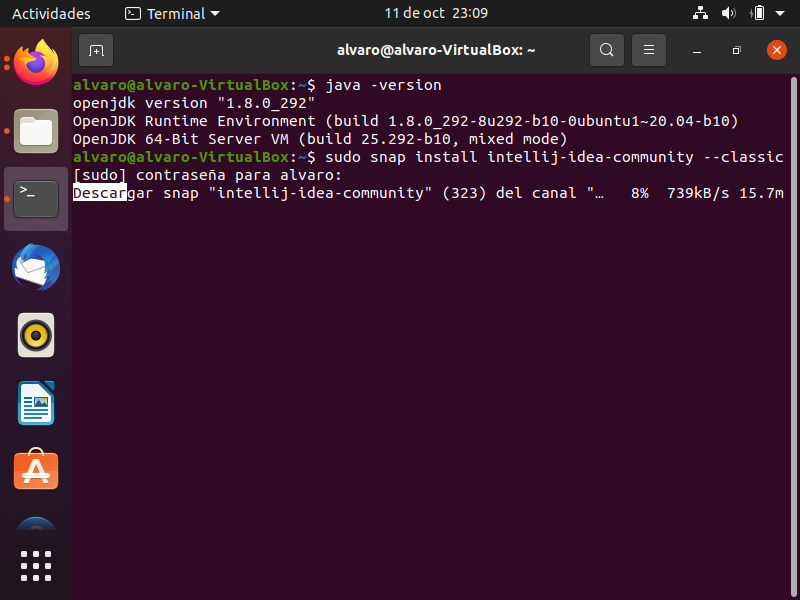 Actividades Terminal 11 de oct 23:09
alvaro@alvaro-VirtualBox: ~
alvaro@alvaro-VirtualBox:~$ java -version
openjdk version "1.8.0_292"
OpenJDK Runtime Environment (build 1.8.0_292-8u292-b10-0ubuntu1~20.04-b10)
OpenJDK 64-Bit Server VM (build 25.292-b10, mixed mode)
alvaro@alvaro-VirtualBox:~$ sudo snap install intellij-idea-community --classic
[sudo] contraseña para alvaro:
Descargar snap "intellij-idea-community" (323) del canal "… 8% 739kB/s 15.7m